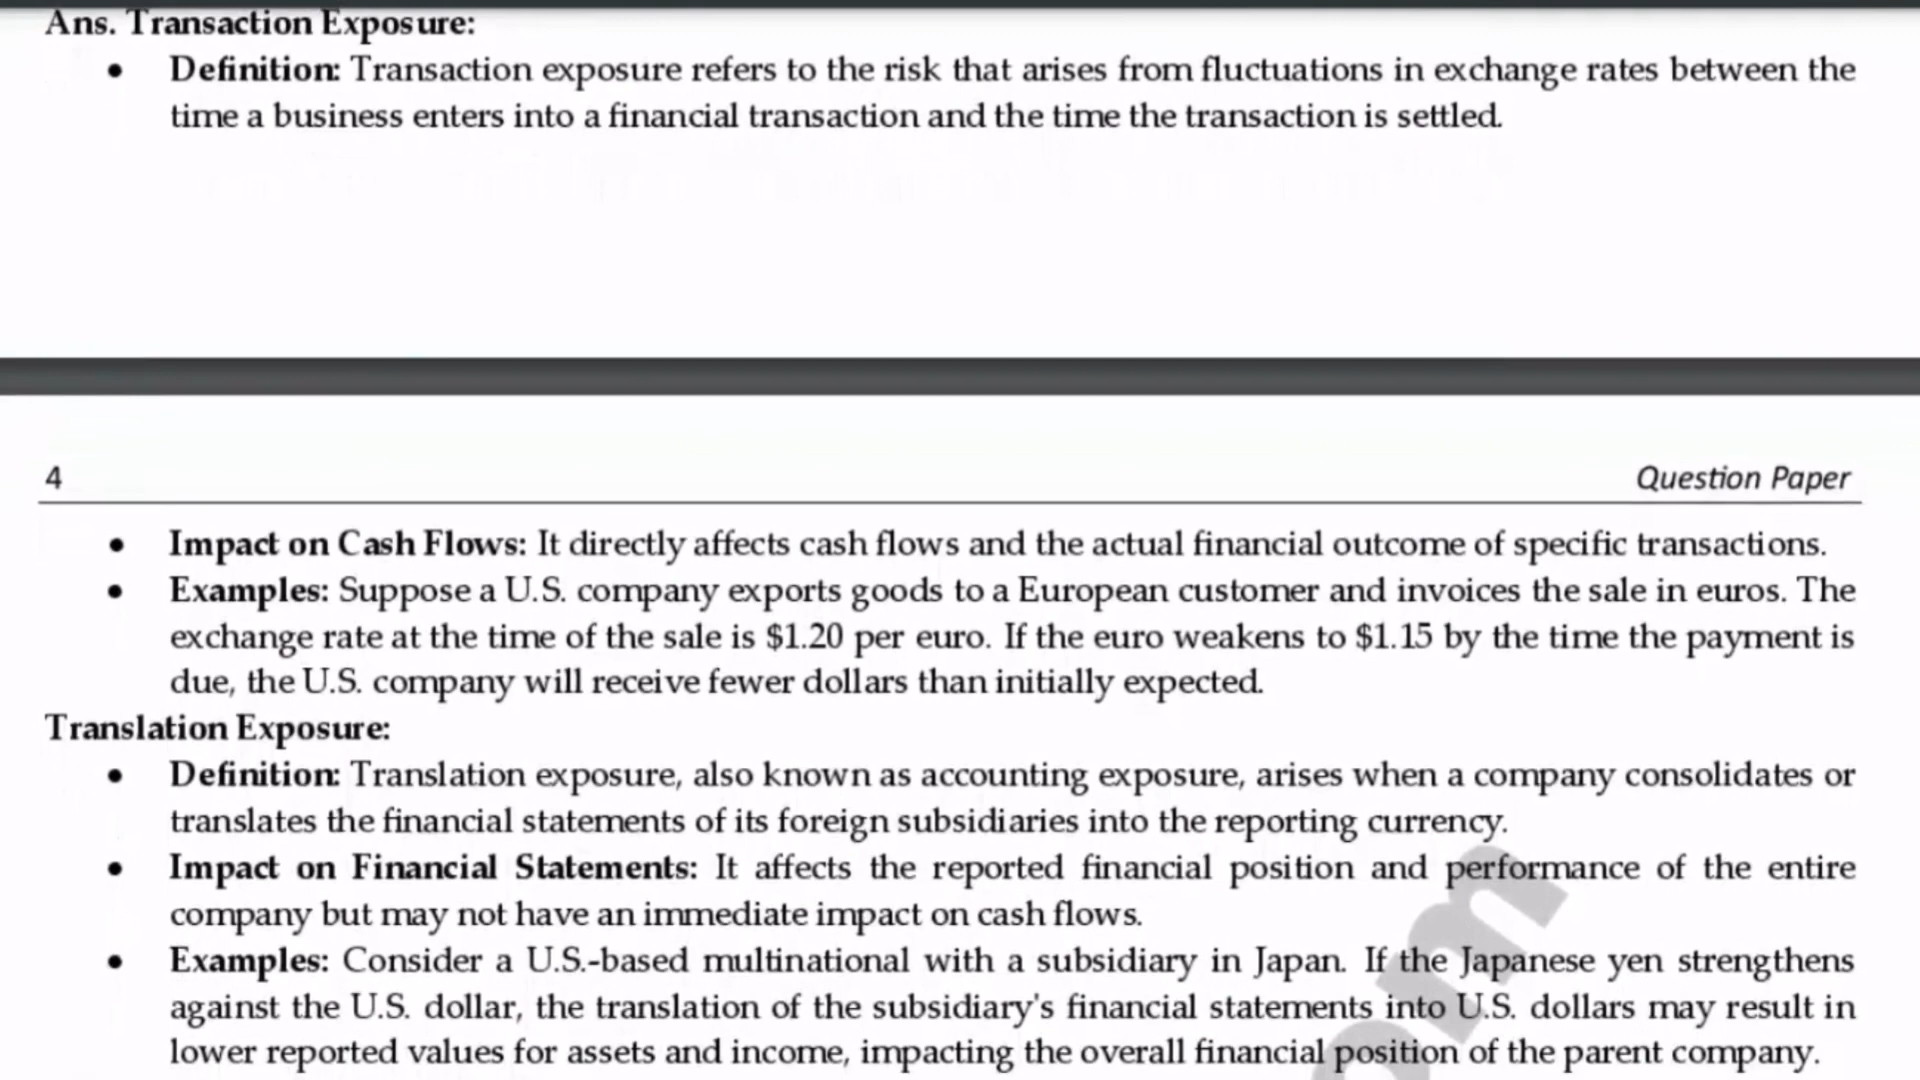 Ans. Transaction Exposure:
• Definition: Transaction exposure refers to the risk that arises from fluctuations in exchange rates between the
time a business enters into a financial transaction and the time the transaction is settled.
4 Question Paper
• Impact on Cash Flows: It directly affects cash flows and the actual financial outcome of specific transactions.
• Examples: Suppose a U.S. company exports goods to a European customer and invoices the sale in euros. The
exchange rate at the time of the sale is $1.20 per euro. If the euro weakens to $1.15 by the time the payment is
due, the U.S. company will receive fewer dollars than initially expected.
Translation Exposure:
• Definition: Translation exposure, also known as accounting exposure, arises when a company consolidates or
translates the financial statements of its foreign subsidiaries into the reporting currency.
• Impact on Financial Statements: It affects the reported financial position and performance of the entire
company but may not have an immediate impact on cash flows.
• Examples: Consider a U.S.-based multinational with a subsidiary in Japan. If the Japanese yen strengthens
against the U.S. dollar, the translation of the subsidiary's financial statements into U.S. dollars may result in
lower reported values for assets and income, impacting the overall financial position of the parent company.
om